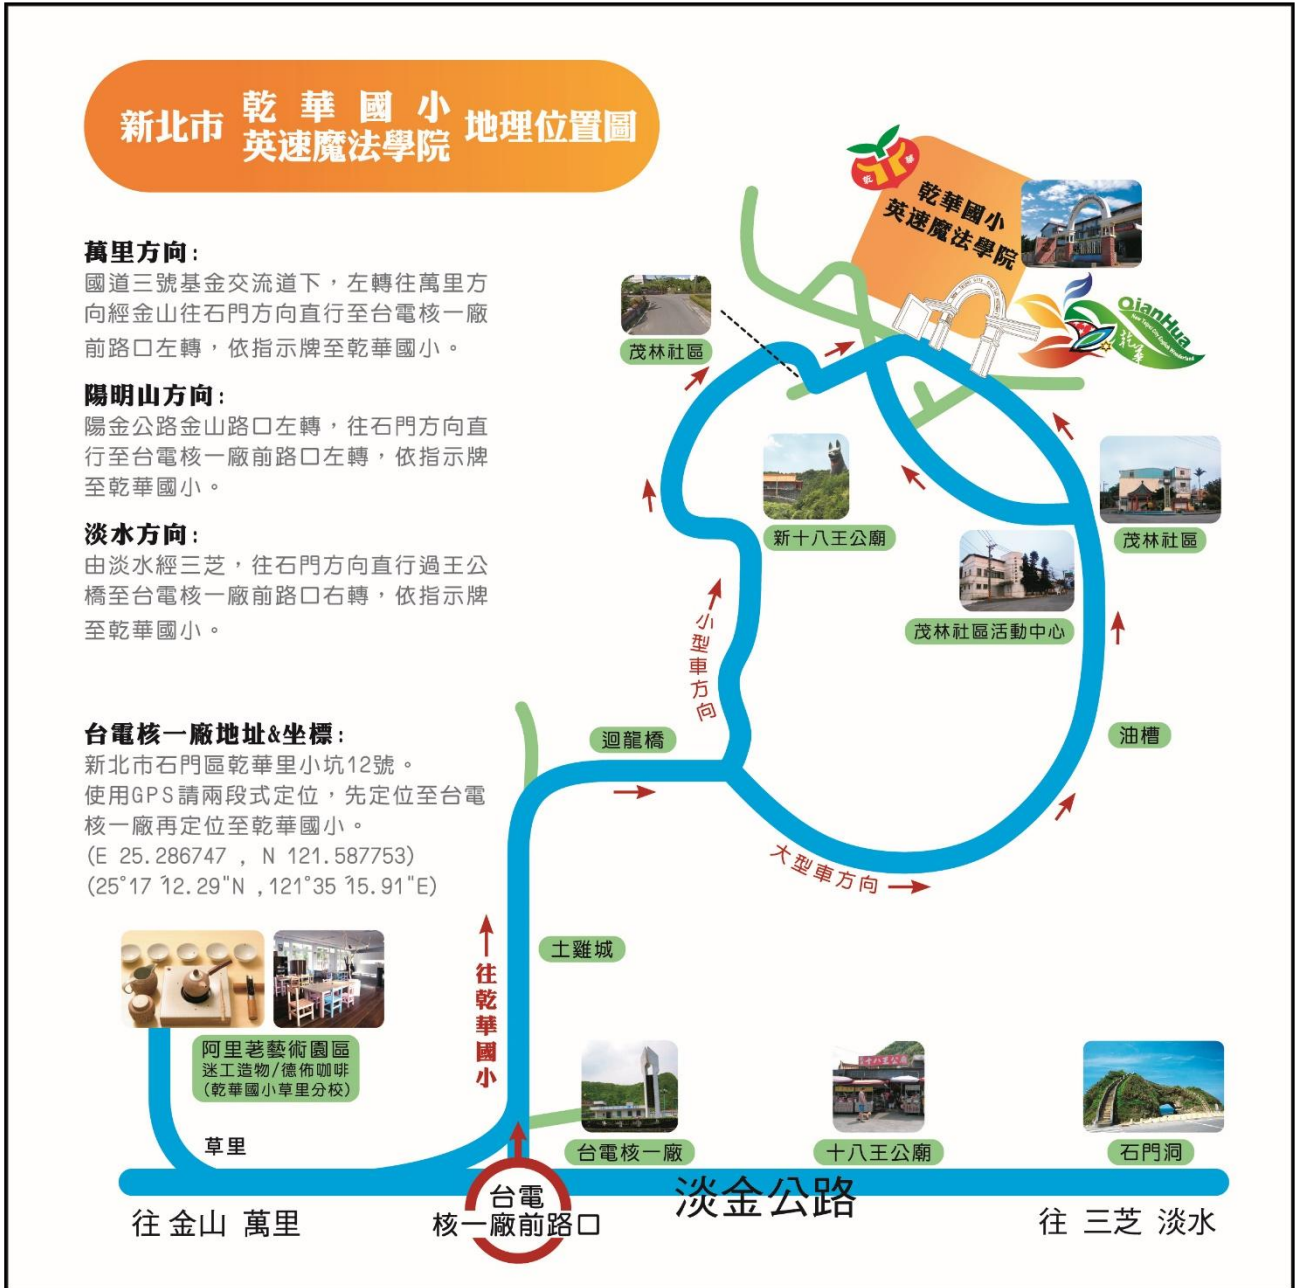 新北市 乾華國小 地理位置圖
英速魔法學院
乾華
乾華國小
英速魔法學院
QianHua
New Taipei City English Wonderland
萬里方向:
國道三號基金交流道下，左轉往萬里方
向經金山往石門方向直行至台電核一廠
前路口左轉，依指示牌至乾華國小。
陽明山方向:
陽金公路金山路口左轉，往石門方向直
行至台電核一廠前路口左轉，依指示牌
至乾華國小。
淡水方向:
由淡水經三芝，往石門方向直行過王公
橋至台電核一廠前路口右轉，依指示牌
至乾華國小。
台電核一廠地址&坐標:
新北市石門區乾華里小坑12號。
使用GPS請兩段式定位，先定位至台電
核一廠再定位至乾華國小。
(E 25.286747 , N 121.587753)
(25°17 '12.29"N ,121°35 '15.91"E)
茂林社區
新十八王公廟
茂林社區
茂林社區活動中心
小型車方向
迴龍橋
油槽
大型車方向
土雞城
往乾華國小
阿里荖藝術園區
迷工造物/德佈咖啡
(乾華國小草里分校)
草里
台電核一廠
十八王公廟
十八王公廟
石門洞
台電
核一廠前路口
淡金公路
往 金山 萬里
往 三芝 淡水